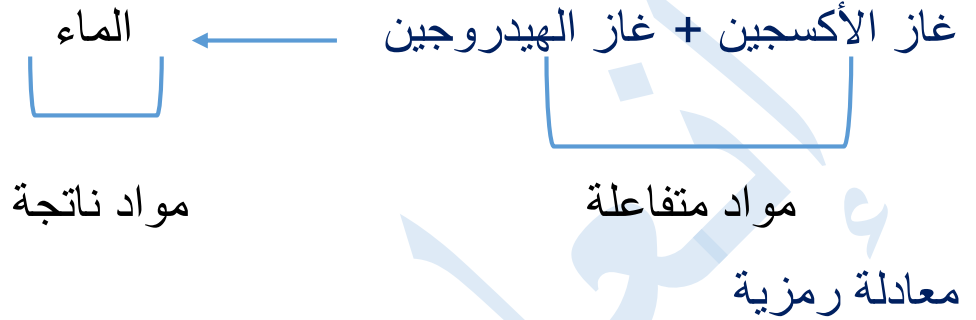 غاز الأكسجين + غاز الهيدروجين ← الماء
مواد متفاعلة مواد ناتجة
معادلة رمزية